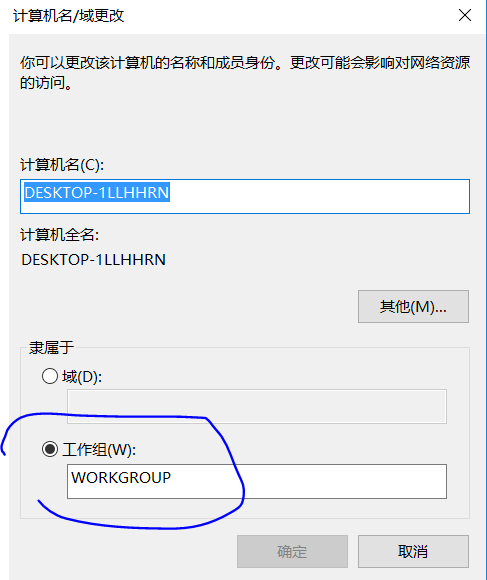 计算机名/域更改
你可以更改该计算机的名称和成员身份。更改可能会影响对网络资源
的访问。
计算机名(C):
DESKTOP-1LLHHRN
计算机全名:
DESKTOP-1LLHHRN
其他(M)...
隶属于
域(D):
工作组(W):
WORKGROUP
确定
取消